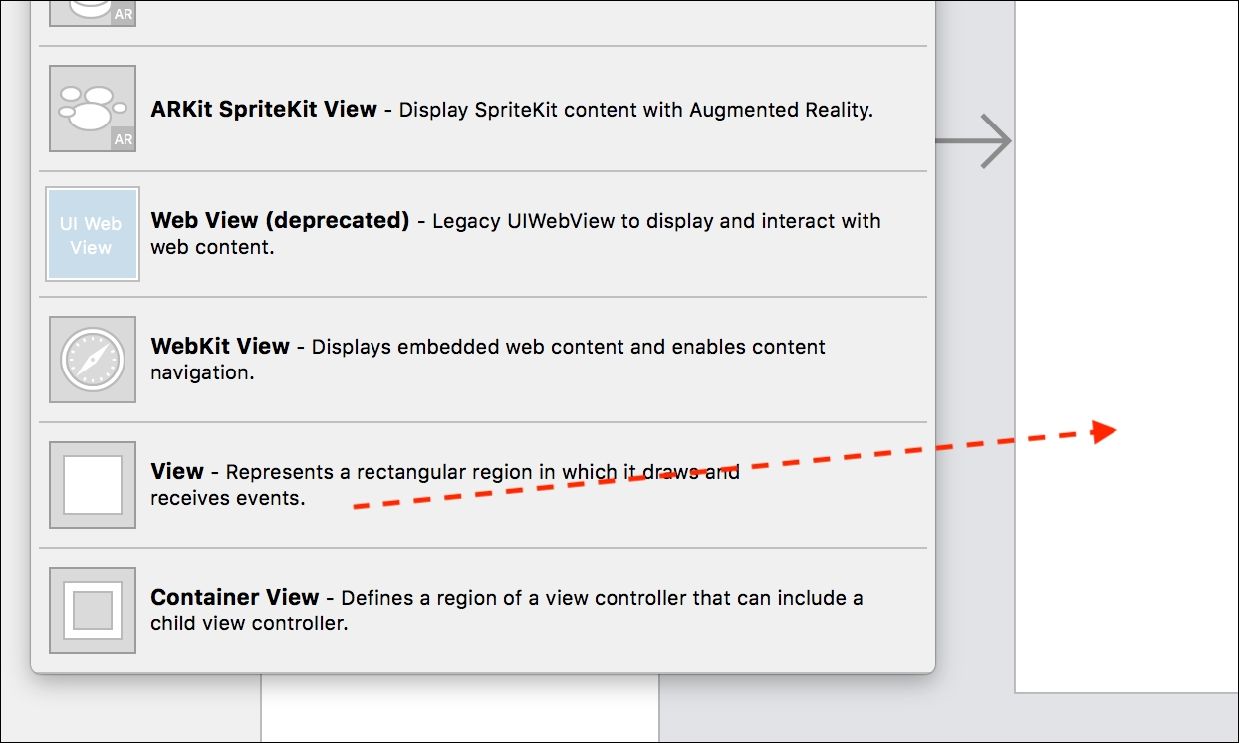 AR
ARKit SpriteKit View - Display SpriteKit content with Augmented Reality.
AR
UI Web
View
Web View (deprecated) - Legacy UIWebView to display and interact with
web content.
WebKit View - Displays embedded web content and enables content
navigation.
View - Represents a rectangular region in which it draws and
receives events.
Container View - Defines a region of a view controller that can include a
child view controller.